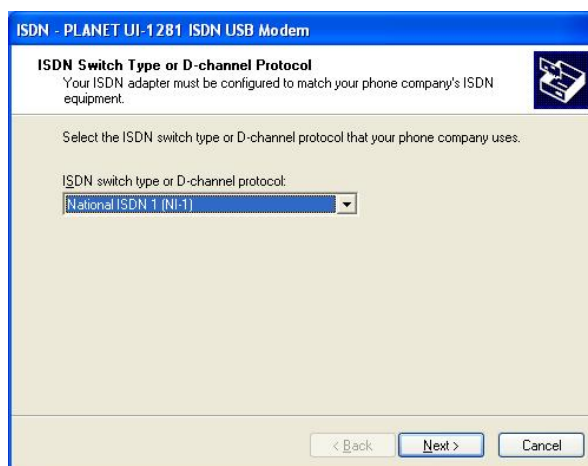 ISDN - PLANET UI-1281 ISDN USB Modem
ISDN Switch Type or D-channel Protocol
Your ISDN adapter must be configured to match your phone company's ISDN
equipment.
Select the ISDN switch type or D-channel protocol that your phone company uses.
ISDN switch type or D-channel protocol:
National ISDN 1 (NI-1)
< Back
Next >
Cancel